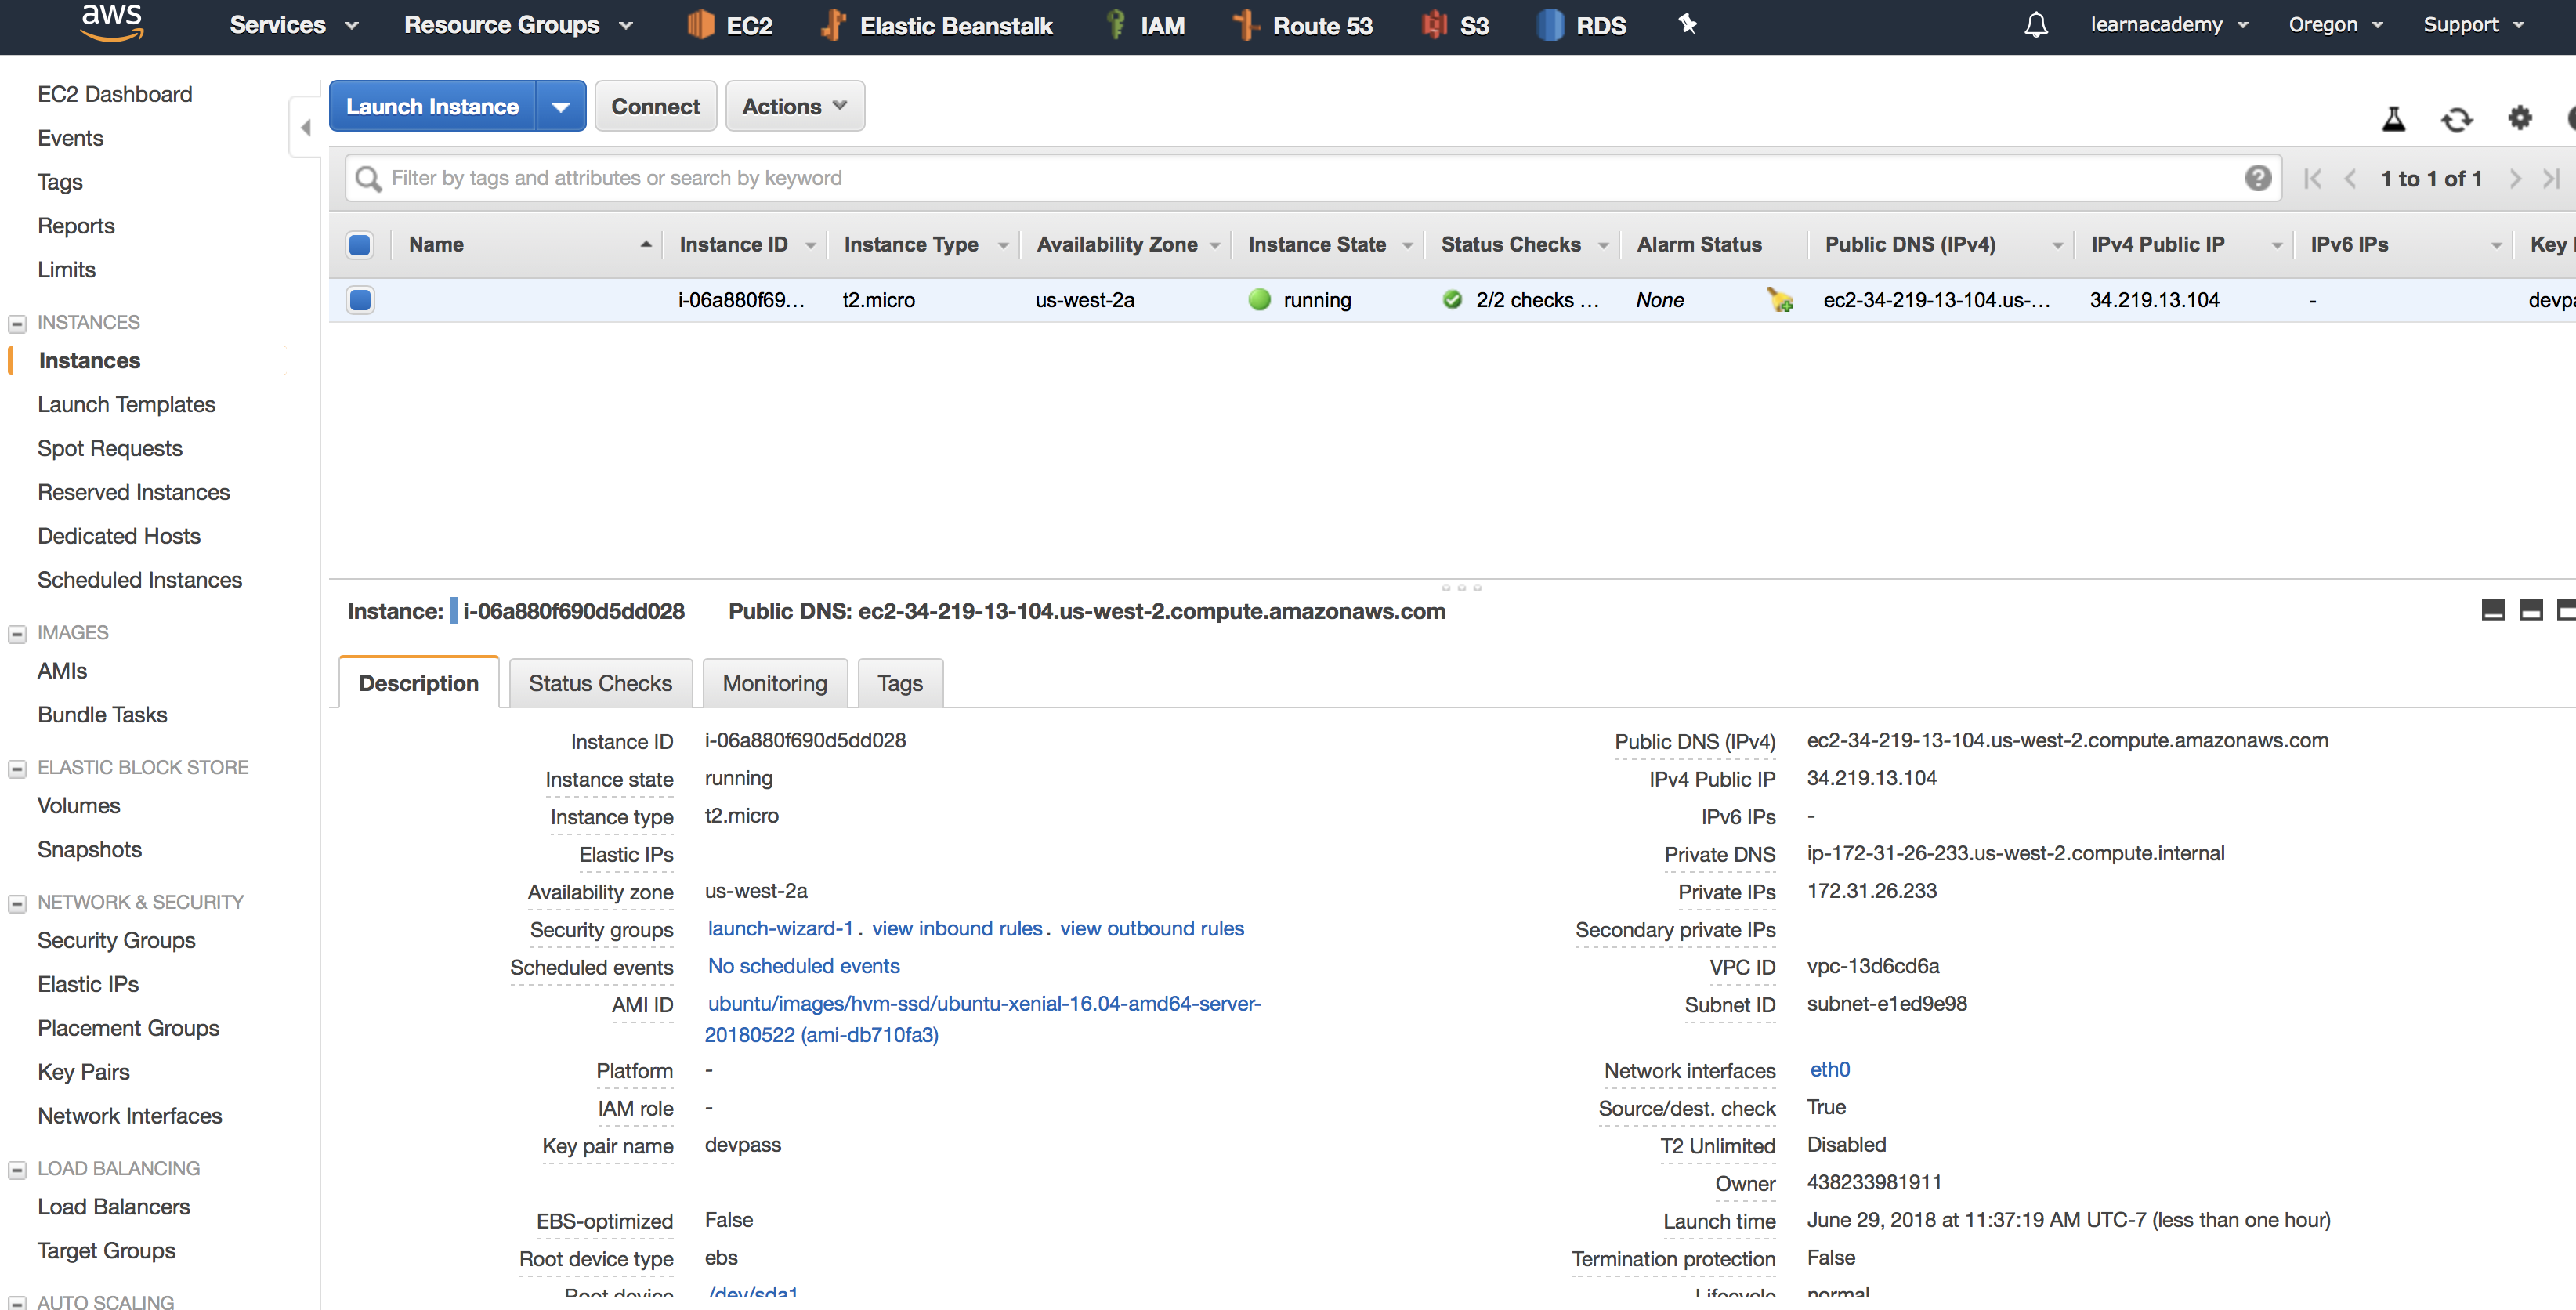 aws Services Resource Groups EC2 Elastic Beanstalk IAM Route 53 S3 RDS learnacademy Oregon Support
EC2 Dashboard
Events
Tags
Reports
Limits
INSTANCES
Instances
Launch Templates
Spot Requests
Reserved Instances
Dedicated Hosts
Scheduled Instances
IMAGES
AMIs
Bundle Tasks
ELASTIC BLOCK STORE
Volumes
Snapshots
NETWORK & SECURITY
Security Groups
Elastic IPs
Placement Groups
Key Pairs
Network Interfaces
LOAD BALANCING
Load Balancers
Target Groups
AUTO SCALING
Launch Instance Connect Actions
Filter by tags and attributes or search by keyword 1 to 1 of 1
Name Instance ID Instance Type Availability Zone Instance State Status Checks Alarm Status Public DNS (IPv4) IPv4 Public IP IPv6 IPs Key
i-06a880f69... t2.micro us-west-2a running 2/2 checks ... None ec2-34-219-13-104.us-... 34.219.13.104 - devpa
Instance: i-06a880f690d5dd028 Public DNS: ec2-34-219-13-104.us-west-2.compute.amazonaws.com
Description Status Checks Monitoring Tags
Instance ID i-06a880f690d5dd028
Instance state running
Instance type t2.micro
Elastic IPs
Availability zone us-west-2a
Security groups launch-wizard-1. view inbound rules. view outbound rules
Scheduled events No scheduled events
AMI ID ubuntu/images/hvm-ssd/ubuntu-xenial-16.04-amd64-server-
20180522 (ami-db710fa3)
Platform -
IAM role -
Key pair name devpass
EBS-optimized False
Root device type ebs
Root device /dev/sda1
Public DNS (IPv4) ec2-34-219-13-104.us-west-2.compute.amazonaws.com
IPv4 Public IP 34.219.13.104
IPv6 IPs -
Private DNS ip-172-31-26-233.us-west-2.compute.internal
Private IPs 172.31.26.233
Secondary private IPs
VPC ID vpc-13d6cd6a
Subnet ID subnet-e1ed9e98
Network interfaces eth0
Source/dest. check True
T2 Unlimited Disabled
Owner 438233981911
Launch time June 29, 2018 at 11:37:19 AM UTC-7 (less than one hour)
Termination protection False
Lifecycle normal